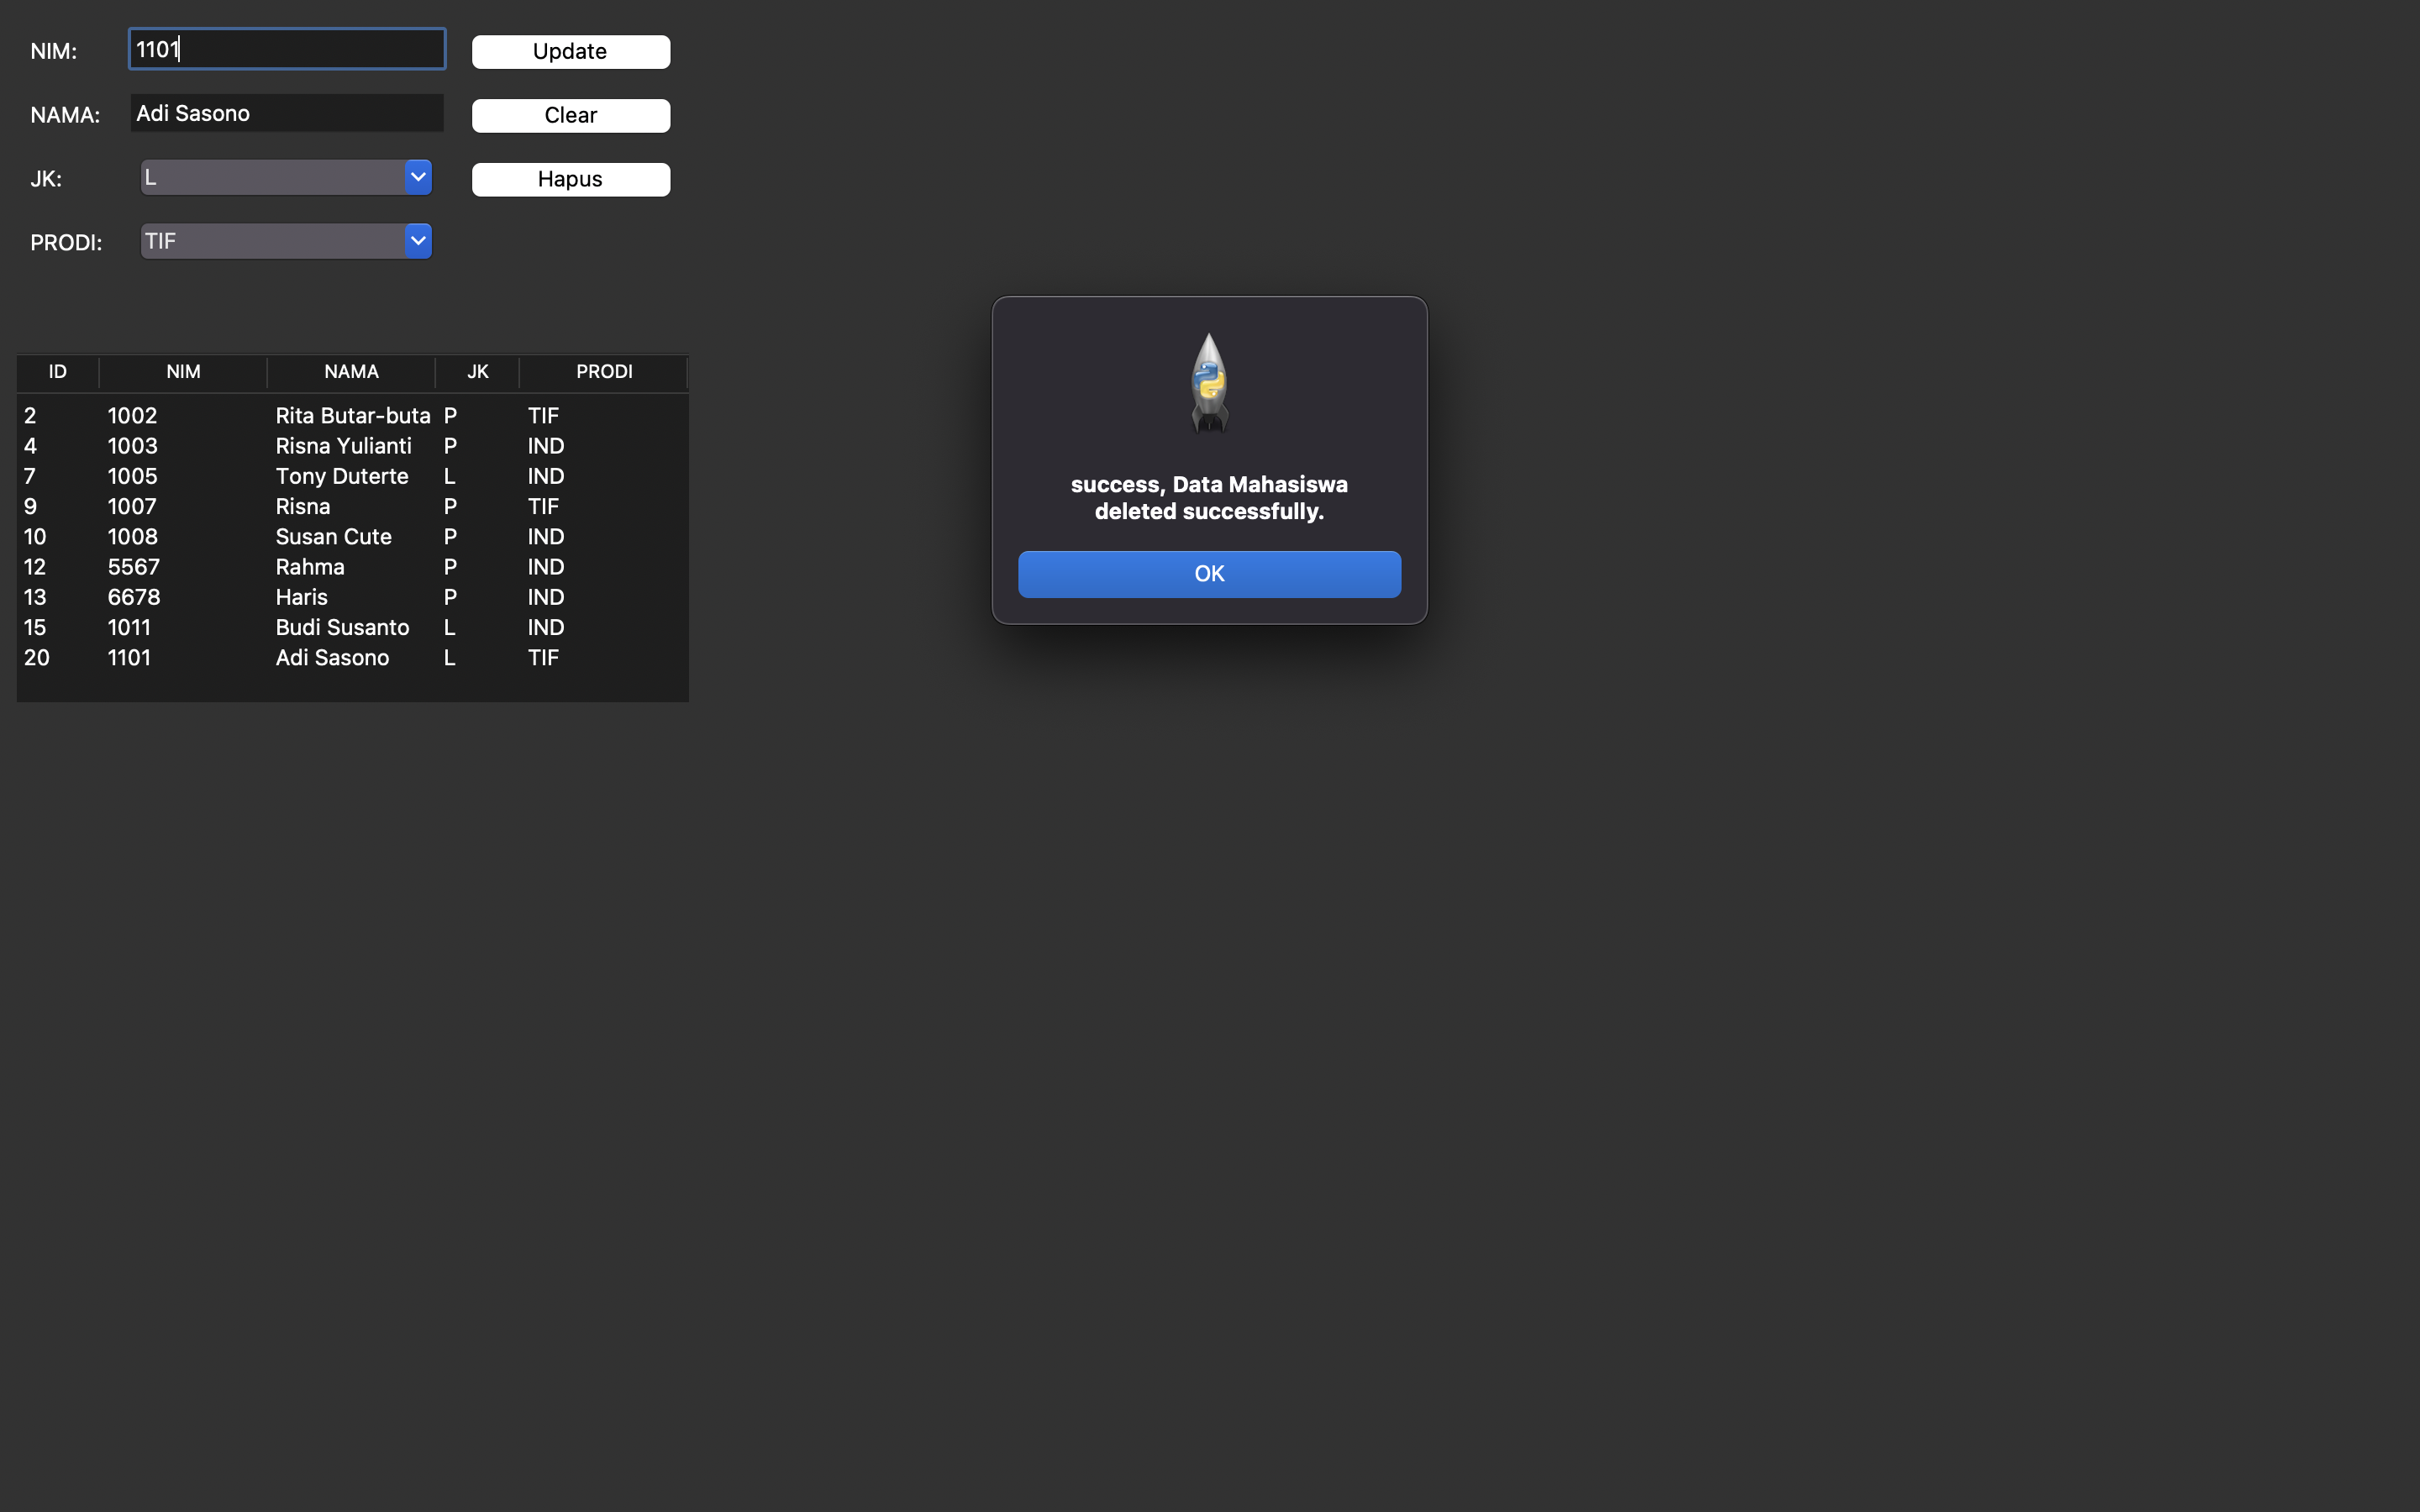 NIM: 1101 Update
NAMA: Adi Sasono Clear
JK: L Hapus
PRODI: TIF
ID NIM NAMA JK PRODI
2 1002 Rita Butar-buta P TIF
4 1003 Risna Yulianti P IND
7 1005 Tony Duterte L IND
9 1007 Risna P TIF
10 1008 Susan Cute P IND
12 5567 Rahma P IND
13 6678 Haris P IND
15 1011 Budi Susanto L IND
20 1101 Adi Sasono L TIF
success, Data Mahasiswa
deleted successfully.
OK